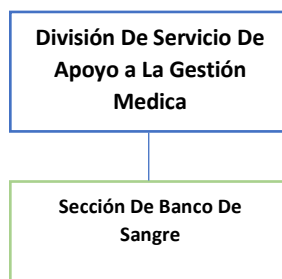 División De Servicio De
Apoyo a La Gestión
Medica
Sección De Banco De
Sangre